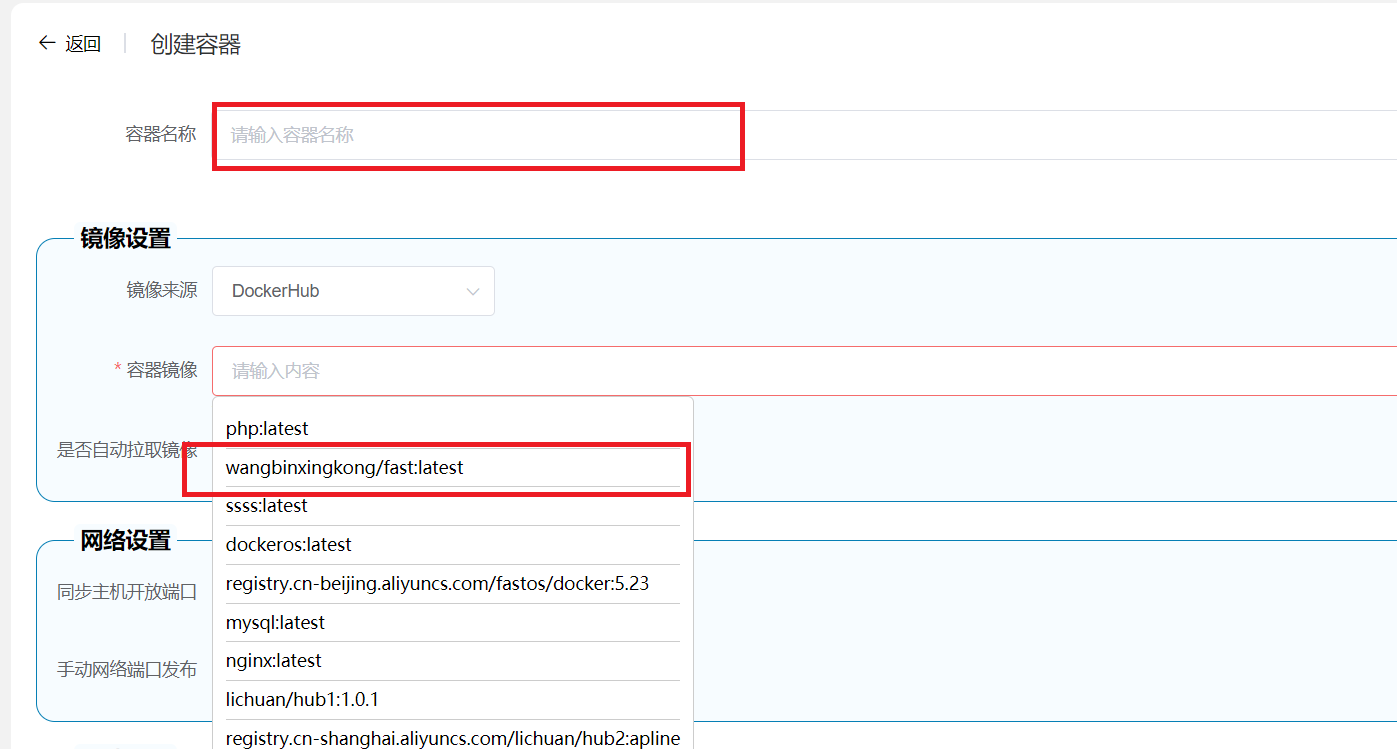 返回 创建容器
容器名称 请输入容器名称
镜像设置
镜像来源 DockerHub
* 容器镜像 请输入内容
php:latest
是否自动拉取镜像
wangbinxingkong/fast:latest
ssss:latest
网络设置
dockeros:latest
同步主机开放端口
registry.cn-beijing.aliyuncs.com/fastos/docker:5.23
mysql:latest
nginx:latest
手动网络端口发布
lichuan/hub1:1.0.1
registry.cn-shanghai.aliyuncs.com/lichuan/hub2:apline